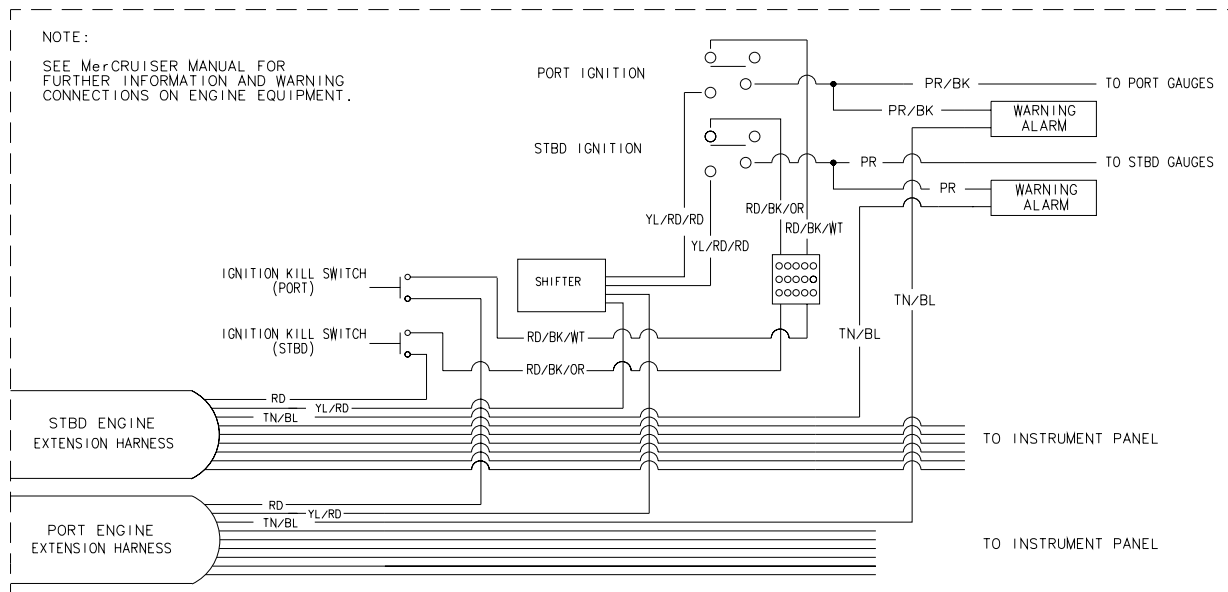 NOTE:
SEE MerCRUISER MANUAL FOR
FURTHER INFORMATION AND WARNING
CONNECTIONS ON ENGINE EQUIPMENT.
PORT IGNITION
PR/BK
TO PORT GAUGES
PR/BK
WARNING
ALARM
STBD IGNITION
PR
TO STBD GAUGES
PR
WARNING
ALARM
YL/RD/RD
RD/BK/OR
RD/BK/WT
YL/RD/RD
IGNITION KILL SWITCH
(PORT)
SHIFTER
TN/BL
TN/BL
IGNITION KILL SWITCH
(STBD)
RD/BK/WT
RD/BK/OR
RD
YL/RD
TN/BL
STBD ENGINE
EXTENSION HARNESS
TO INSTRUMENT PANEL
RD
YL/RD
TN/BL
PORT ENGINE
EXTENSION HARNESS
TO INSTRUMENT PANEL